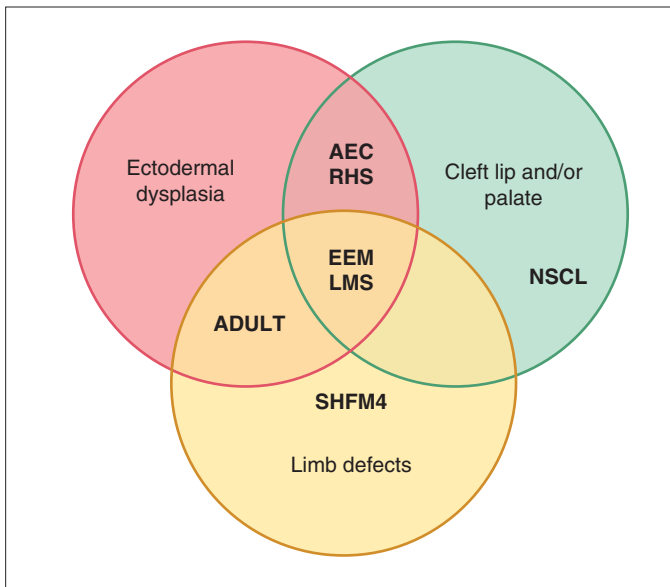 Ectodermal
dysplasia
AEC
RHS
Cleft lip and/or
palate
EEM
LMS
NSCL
ADULT
SHFM4
Limb defects